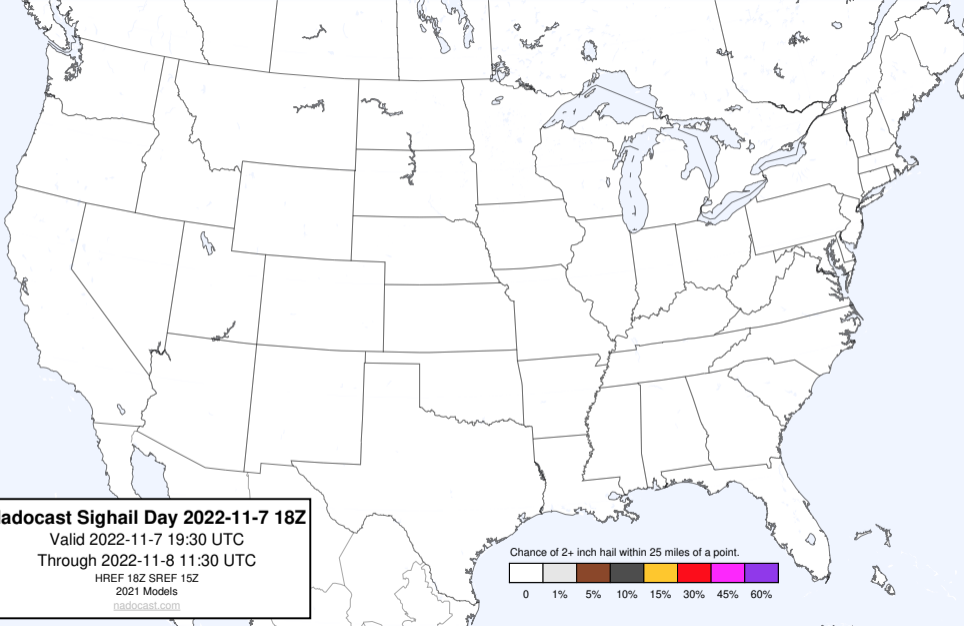 adocast Sighail Day 2022-11-7 18Z
Valid 2022-11-7 19:30 UTC
Through 2022-11-8 11:30 UTC
HREF 18Z SREF 15Z
2021 Models
nadocast.com
Chance of 2+ inch hail within 25 miles of a point.
0 1% 5% 10% 15% 30% 45% 60%